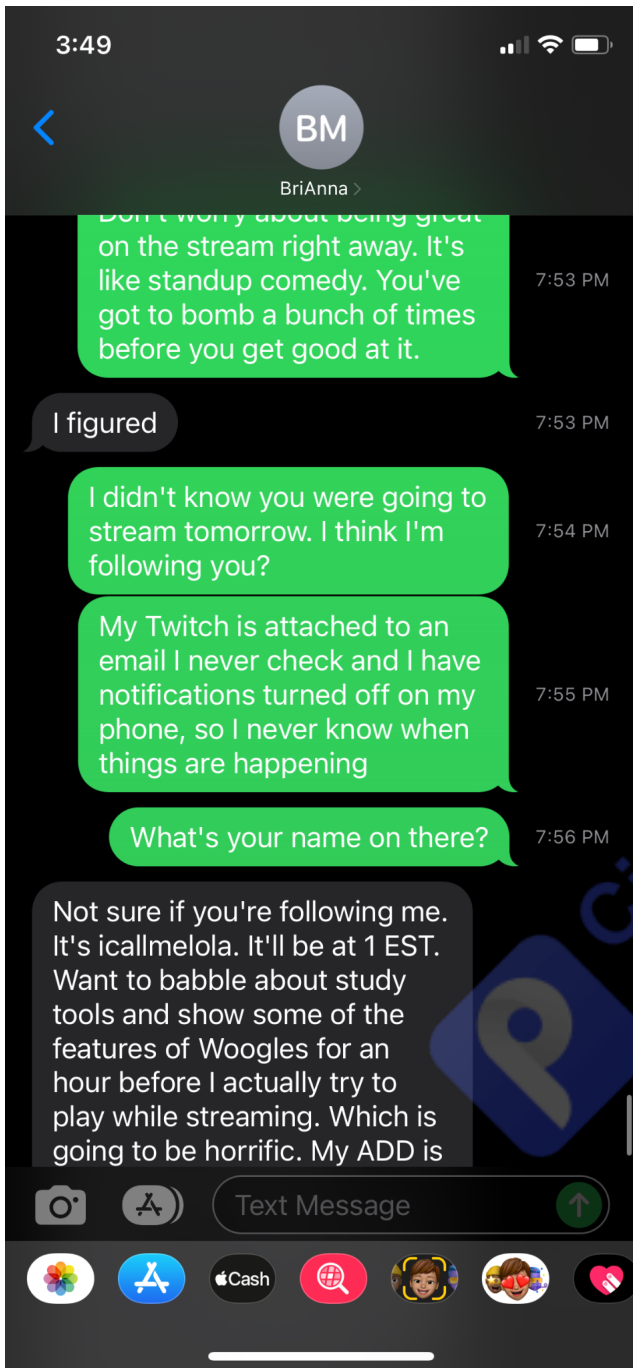 3:49
BM
BriAnna
Don't worry about being great
on the stream right away. It's
like standup comedy. You've
got to bomb a bunch of times
before you get good at it.
7:53 PM
I figured
7:53 PM
I didn't know you were going to
stream tomorrow. I think I'm
following you?
7:54 PM
My Twitch is attached to an
email I never check and I have
notifications turned off on my
phone, so I never know when
things are happening
7:55 PM
What's your name on there?
7:56 PM
Not sure if you're following me.
It's icallmelola. It'll be at 1 EST.
Want to babble about study
tools and show some of the
features of Woogles for an
hour before I actually try to
play while streaming. Which is
going to be horrific. My ADD is
Text Message
Cash